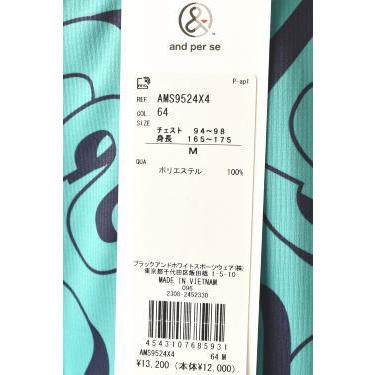 and per se
P-apl
REF. AMS9524X4
COL 64
SIZE
チェスト 94～98
身長 165～175
M
QUA
ポリエステル 100%
ブラックアンドホワイトスポーツウェア(株)
東京都千代田区飯田橋 1-5-10
MADE IN VIETNAM
096
2308-2452330
4543107685931
AMS9524X4 64 M
¥13,200 (本体¥12,000)